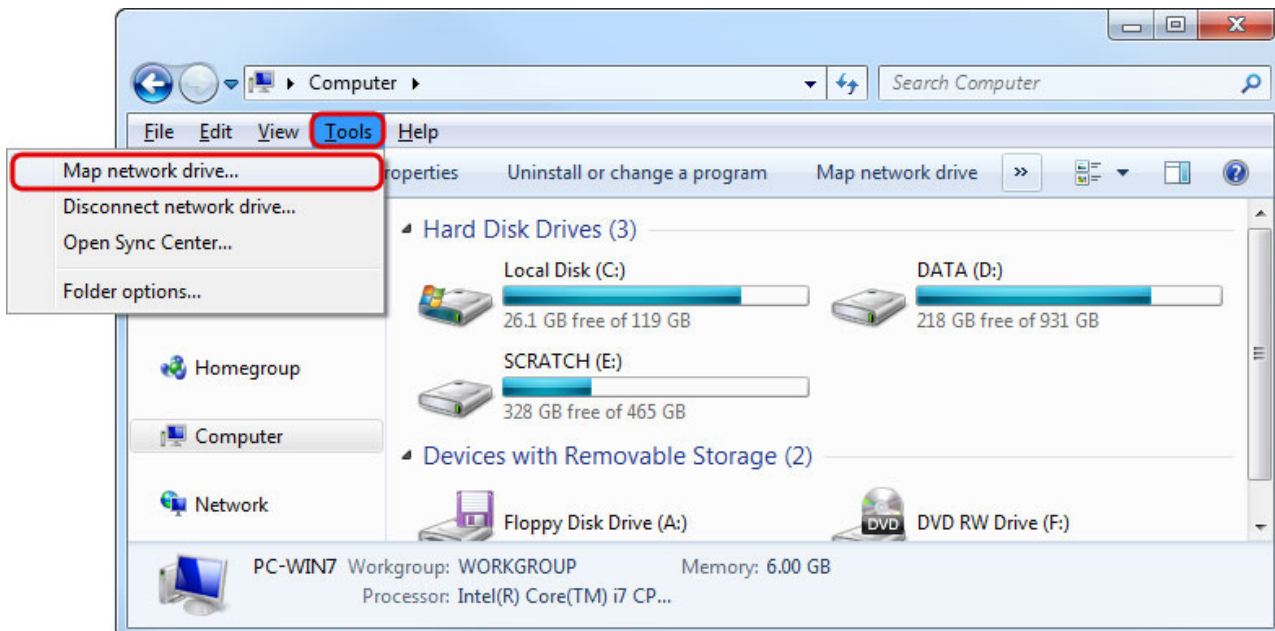 Computer
Search Computer
File Edit View Tools Help
Map network drive...
Disconnect network drive...
Open Sync Center...
Folder options...
roperties Uninstall or change a program Map network drive »
Hard Disk Drives (3)
Local Disk (C:)
26.1 GB free of 119 GB
DATA (D:)
218 GB free of 931 GB
SCRATCH (E:)
328 GB free of 465 GB
Homegroup
Computer
Network
Devices with Removable Storage (2)
Floppy Disk Drive (A:)
DVD
DVD RW Drive (F:)
PC-WIN7 Workgroup: WORKGROUP Memory: 6.00 GB
Processor: Intel(R) Core(TM) i7 CP...